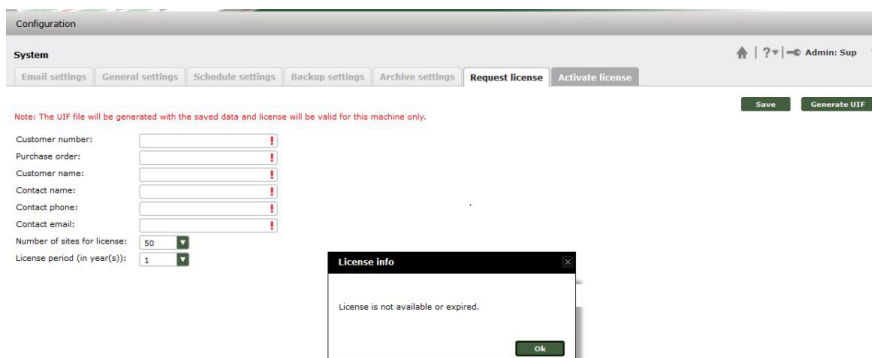 Configuration
System
? Admin: Sup
Email settings General settings Schedule settings Backup settings Archive settings Request license Activate license
Save Generate UIF
Note: The UIF file will be generated with the saved data and license will be valid for this machine only.
Customer number: !
Purchase order: !
Customer name: !
Contact name: !
Contact phone: !
Contact email: !
Number of sites for license: 50
License period (in year(s)): 1
License info
License is not available or expired.
Ok